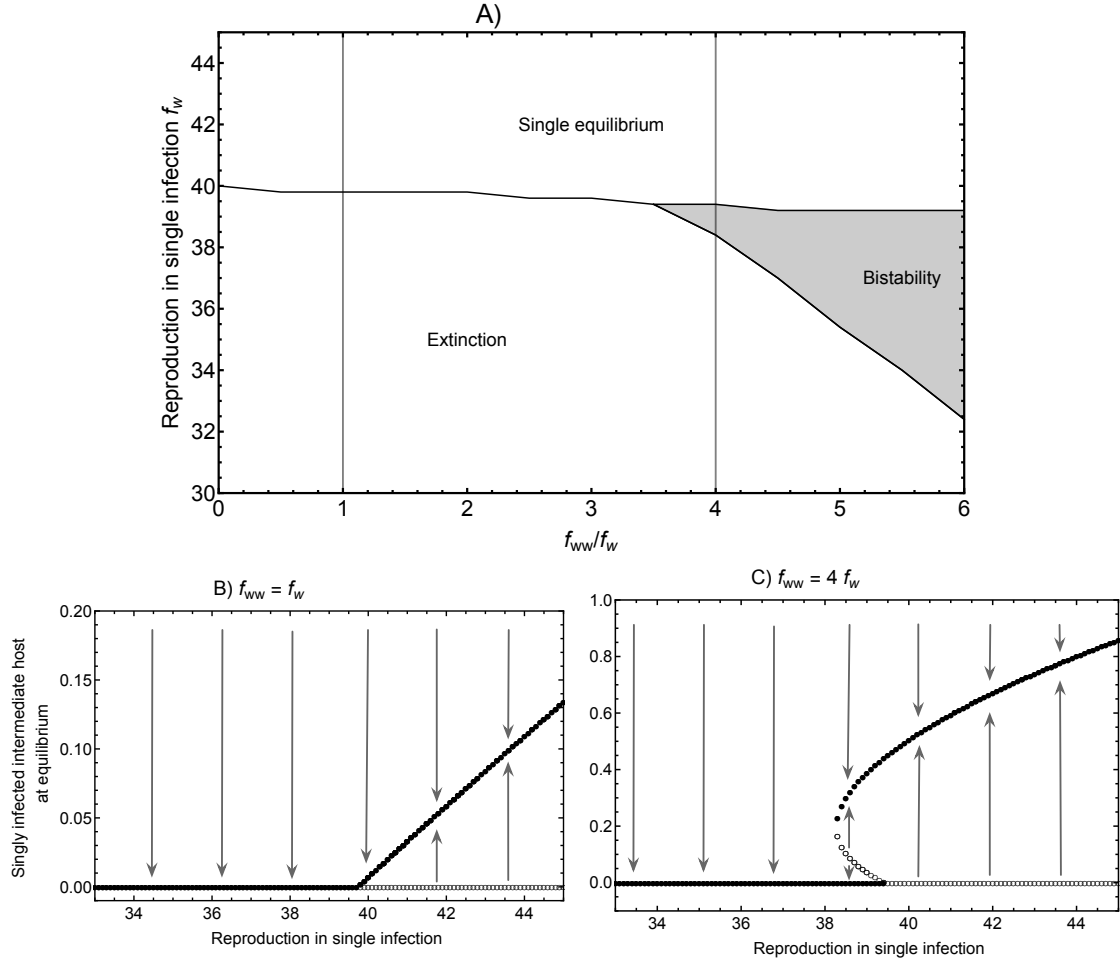 A)
Reproduction in single infection f_w
44
42
40
38
36
34
32
30
Single equilibrium
Bistability
Extinction
0 1 2 3 4 5 6
f_ww/f_w
B) f_ww = f_w
Singly infected intermediate host
at equilibrium
0.20
0.15
0.10
0.05
0.00
34 36 38 40 42 44
Reproduction in single infection
C) f_ww = 4 f_w
1.0
0.8
0.6
0.4
0.2
0.0
34 36 38 40 42 44
Reproduction in single infection